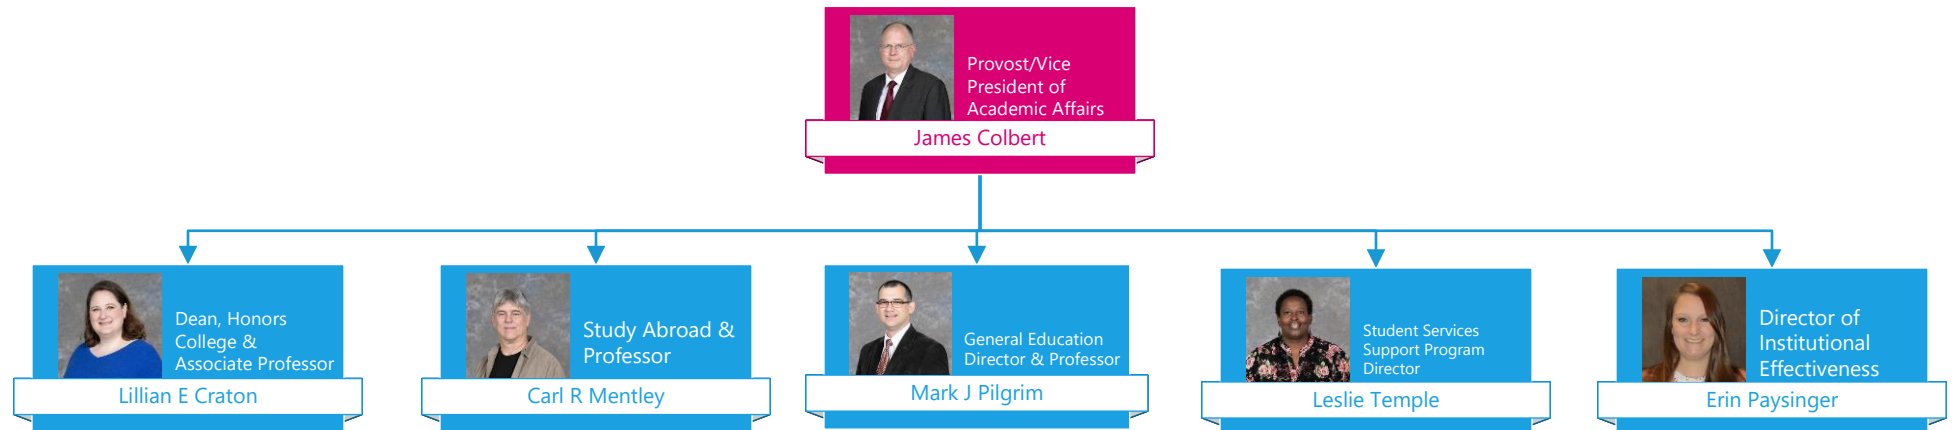 Provost/Vice
President of
Academic Affairs
James Colbert
Dean, Honors
College &
Associate Professor
Lillian E Craton
Study Abroad &
Professor
Carl R Mentley
General Education
Director & Professor
Mark J Pilgrim
Student Services
Support Program
Director
Leslie Temple
Director of
Institutional
Effectiveness
Erin Paysinger